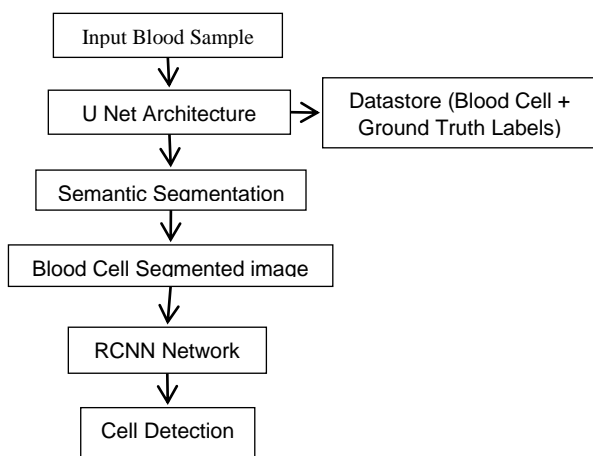 Input Blood Sample
U Net Architecture
Datastore (Blood Cell +
Ground Truth Labels)
Semantic Segmentation
Blood Cell Segmented image
RCNN Network
Cell Detection